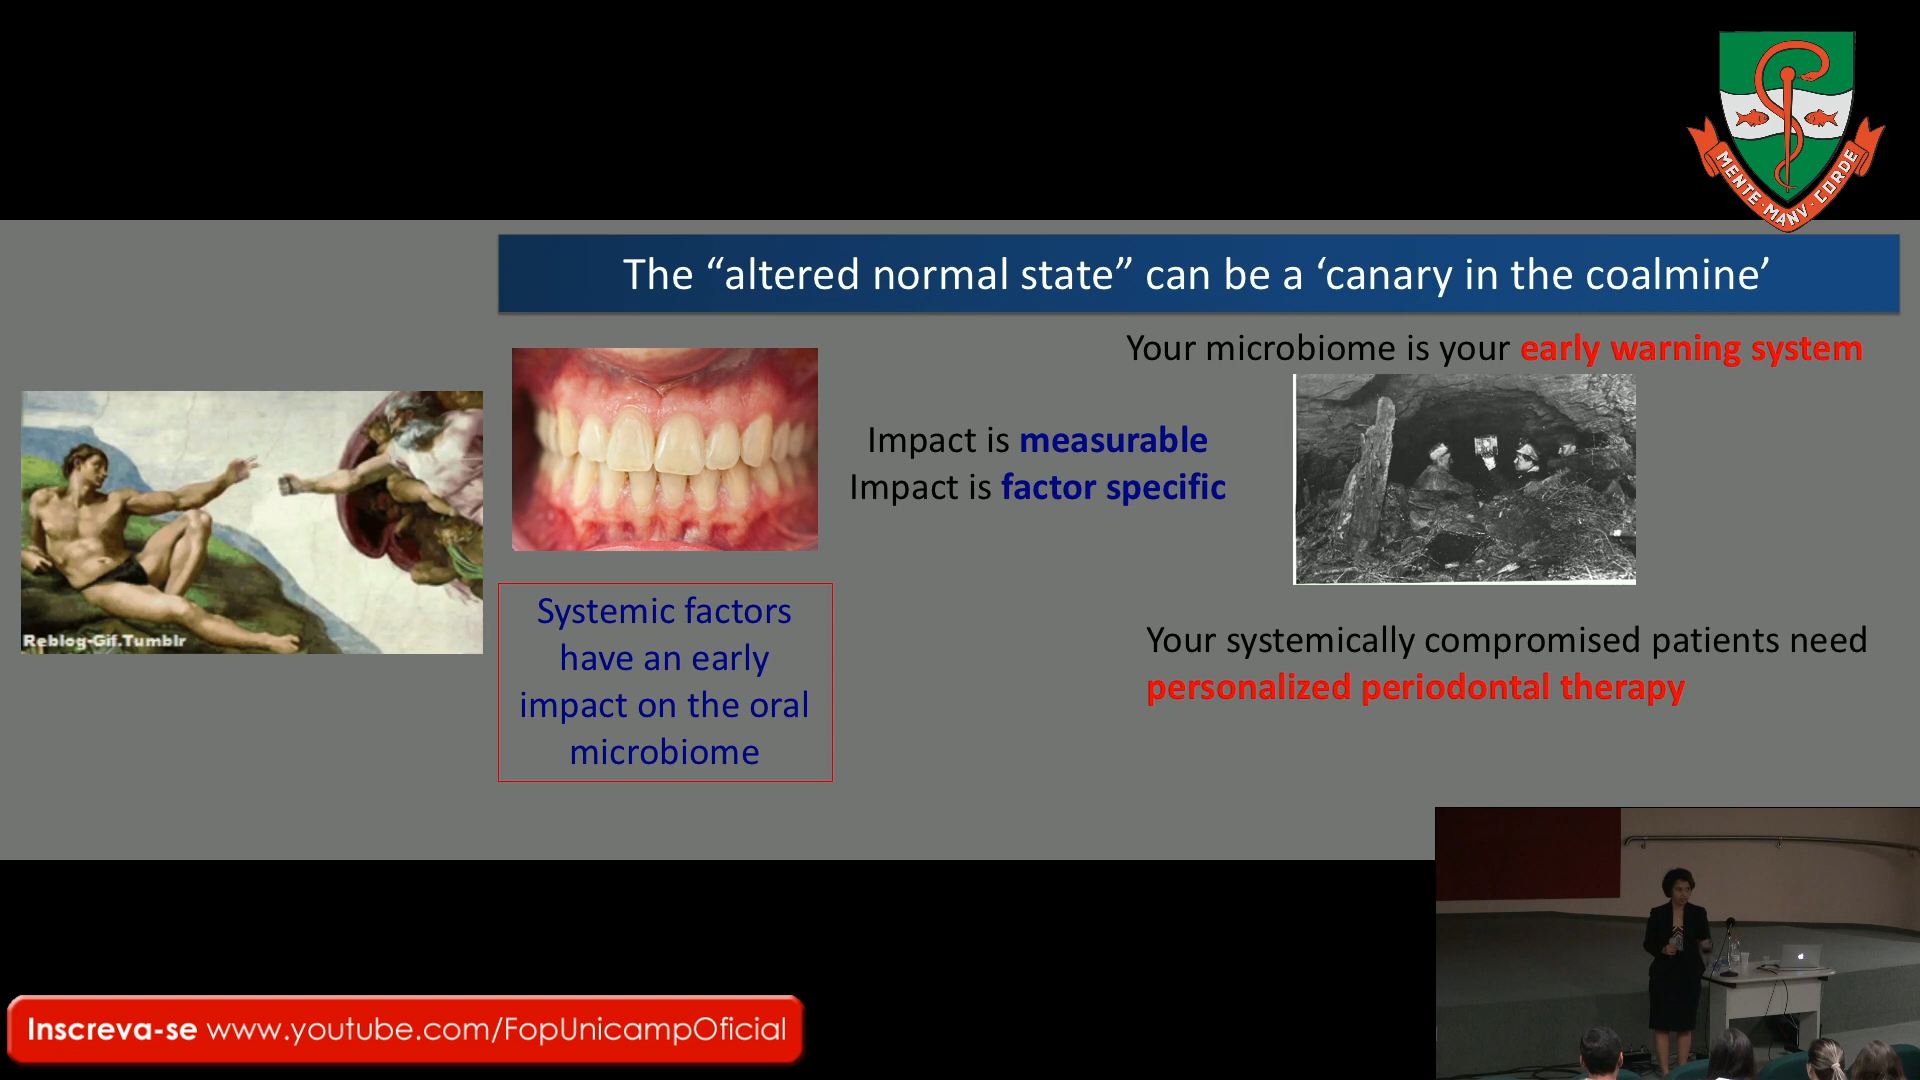 MENTE · MANV · CORDE
The “altered normal state” can be a ‘canary in the coalmine’
Your microbiome is your early warning system
Impact is measurable
Impact is factor specific
Reblog-Gif.Tumblr
Systemic factors
have an early
impact on the oral
microbiome
Your systemically compromised patients need
personalized periodontal therapy
Inscreva-se www.youtube.com/FopUnicampOficial